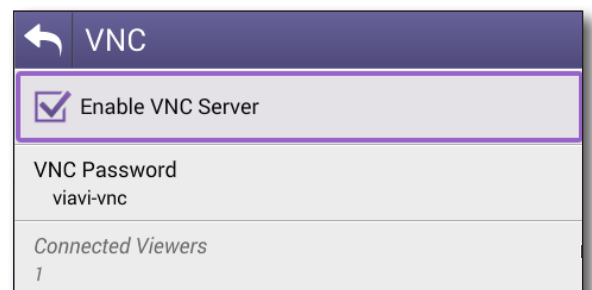 VNC
Enable VNC Server
VNC Password
viavi-vnc
Connected Viewers
1